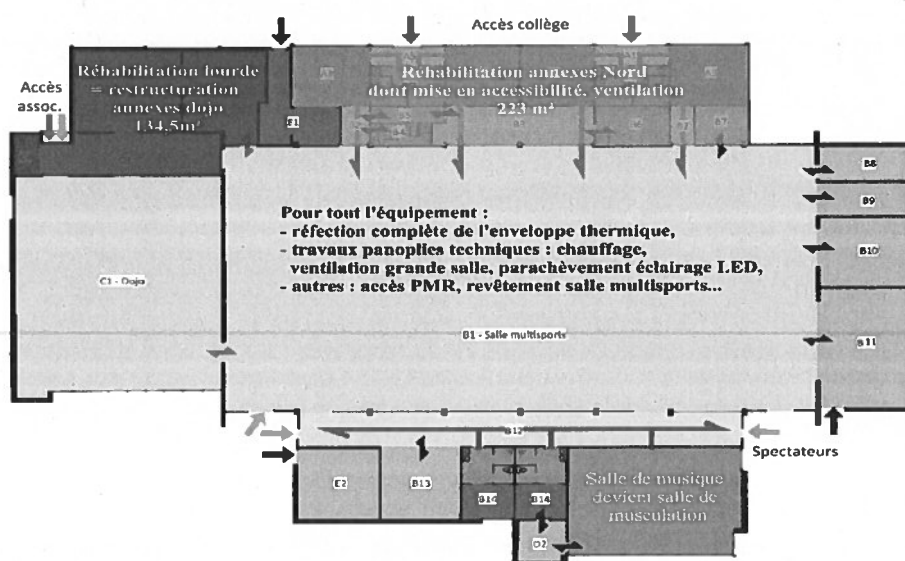 Accès collège
Réhabilitation lourde
= restructuration
annexes dojo
134,5m²
Réhabilitation annexes Nord
dont mise en accessibilité, ventilation
223 m²
Accès
assoc.
E1
B7
B8
B9
B10
B11
Pour tout l'équipement :
- réfection complète de l'enveloppe thermique,
- travaux panoplies techniques : chauffage,
ventilation grande salle, parachèvement éclairage LED,
- autres : accès PMR, revêtement salle multisports...
C1 - Dojo
B1 - Salle multisports
B12
Spectateurs
E2
B13
B14
B14
D2
Salle de musique
devient salle de
musculation